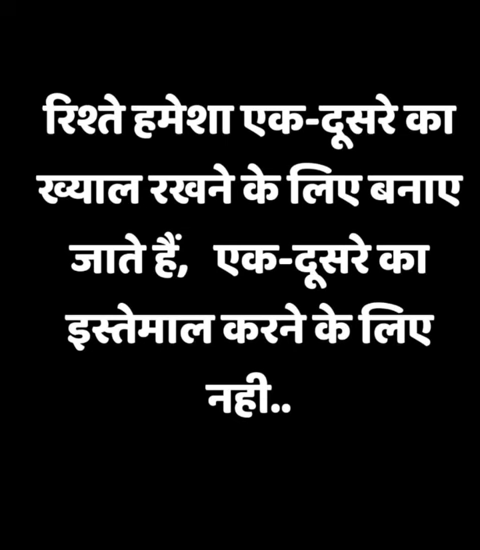 रिश्ते हमेशा एक-दूसरे का
ख्याल रखने के लिए बनाए
जाते हैं, एक-दूसरे का
इस्तेमाल करने के लिए
नही..